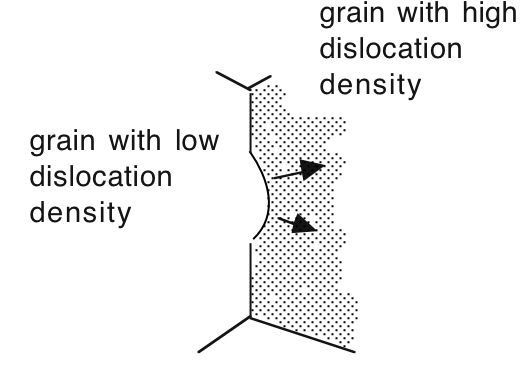 grain with high
dislocation
density
grain with low
dislocation
density